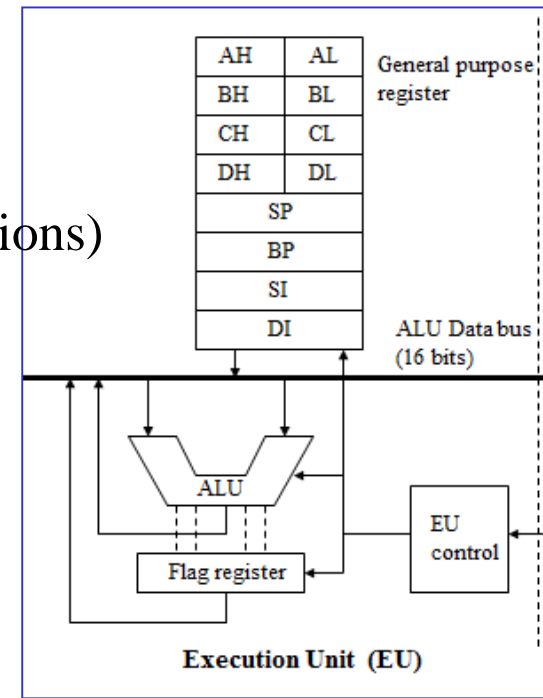 AH AL
General purpose
register
BH BL
CH CL
DH DL
SP
ions)
BP
SI
DI
ALU Data bus
(16 bits)
ALU
EU
control
Flag register
Execution Unit (EU)